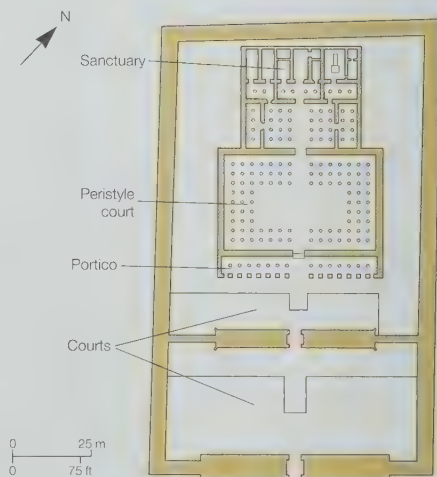 N
Sanctuary
Peristyle
court
Portico
Courts
0 25 m
0 75 ft